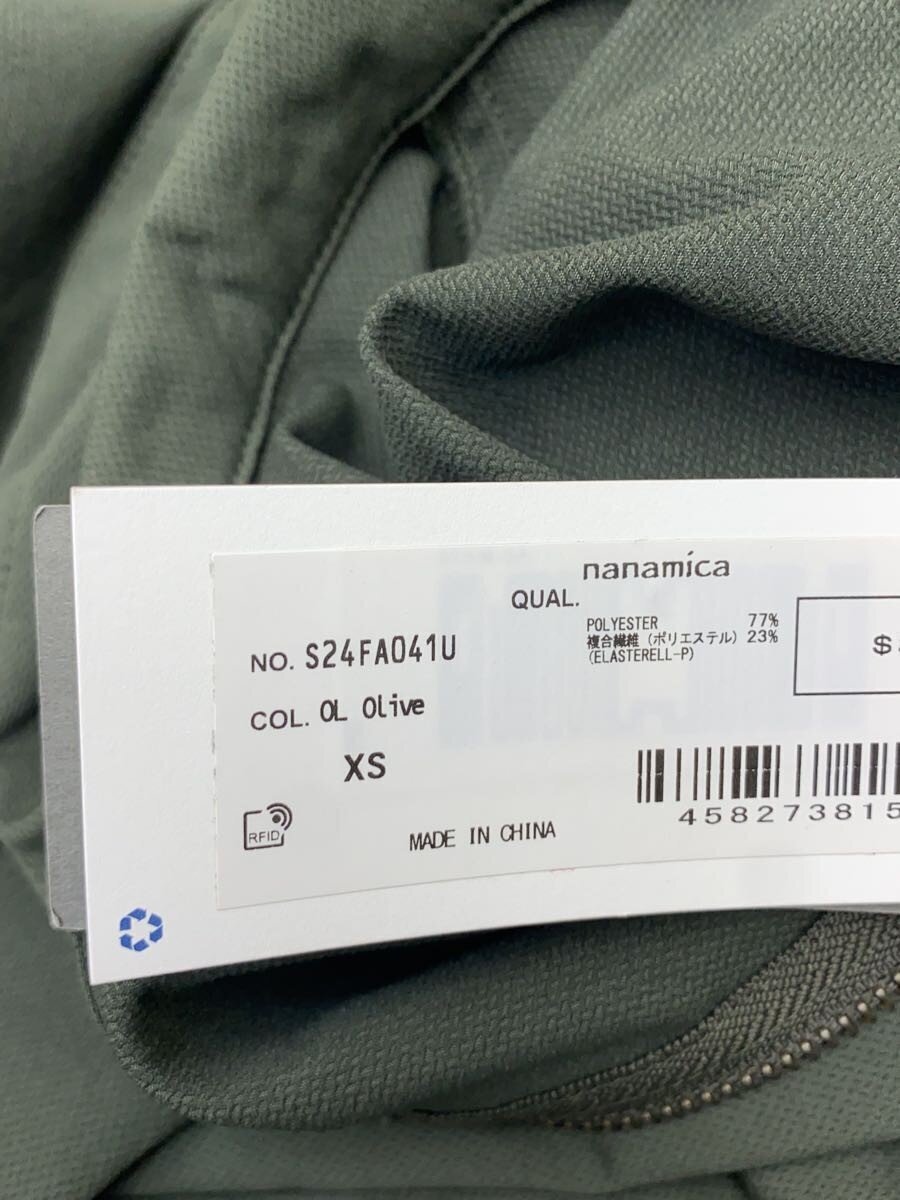 nanamica
QUAL.
POLYESTER 77%
複合繊維(ポリエステル) 23%
(ELASTERELL-P)
NO. S24FA041U
COL. OL Olive
XS
$
RFID
MADE IN CHINA
458273815